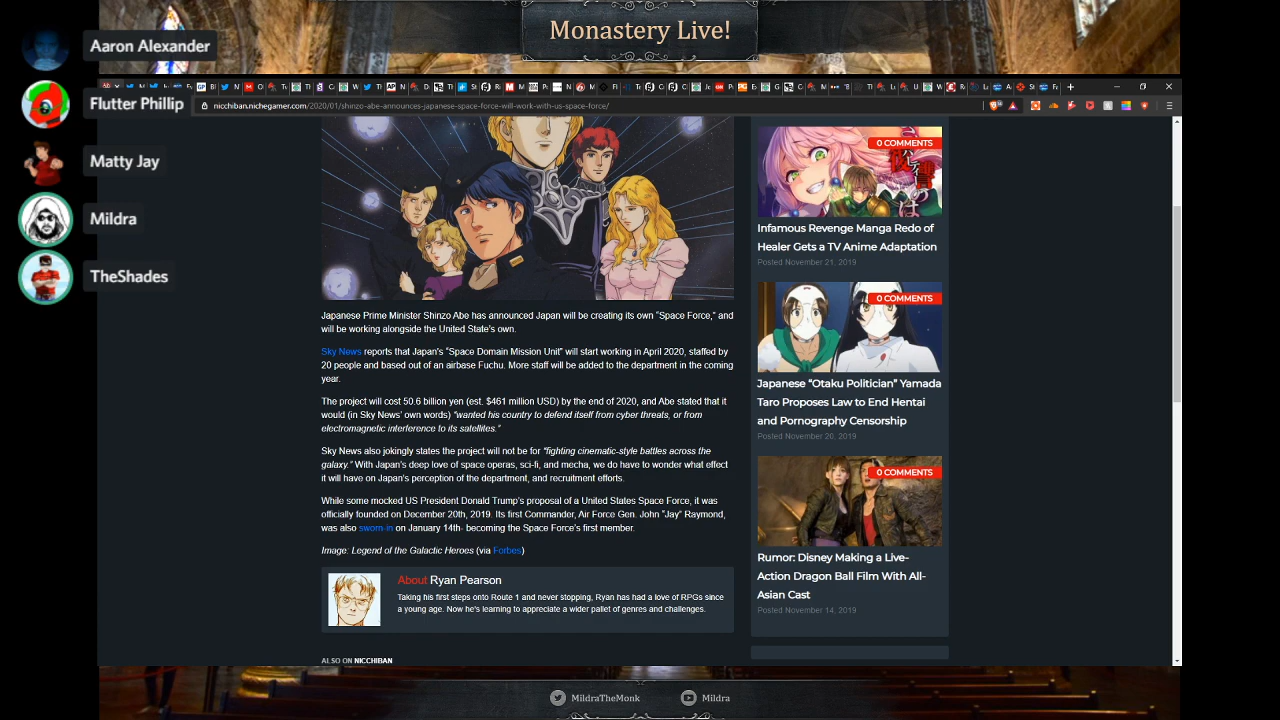 Monastery Live!
Aaron Alexander
Flutter Phillip
Matty Jay
Mildra
TheShades
nicchiban.nichegamer.com/2020/01/shinzo-abe-announces-japanese-space-force-will-work-with-us-space-force/
Japanese Prime Minister Shinzo Abe has announced Japan will be creating its own "Space Force," and
will be working alongside the United State's own.
Sky News reports that Japan's "Space Domain Mission Unit" will start working in April 2020, staffed by
20 people and based out of an airbase Fuchu. More staff will be added to the department in the coming
year.
The project will cost 50.6 billion yen (est. $461 million USD) by the end of 2020, and Abe stated that it
would (in Sky News' own words) "wanted his country to defend itself from cyber threats, or from
electromagnetic interference to its satellites."
Sky News also jokingly states the project will not be for "fighting cinematic-style battles across the
galaxy." With Japan's deep love of space operas, sci-fi, and mecha, we do have to wonder what effect
it will have on Japan's perception of the department, and recruitment efforts.
While some mocked US President Donald Trump's proposal of a United States Space Force, it was
officially founded on December 20th, 2019. Its first Commander, Air Force Gen. John "Jay" Raymond,
was also sworn-in on January 14th- becoming the Space Force's first member.
Image: Legend of the Galactic Heroes (via Forbes)
About Ryan Pearson
Taking his first steps onto Route 1 and never stopping, Ryan has had a love of RPGs since
a young age. Now he's learning to appreciate a wider pallet of genres and challenges.
ALSO ON NICCHIBAN
0 COMMENTS
Infamous Revenge Manga Redo of
Healer Gets a TV Anime Adaptation
Posted November 21, 2019
0 COMMENTS
Japanese "Otaku Politician" Yamada
Taro Proposes Law to End Hentai
and Pornography Censorship
Posted November 20, 2019
0 COMMENTS
Rumor: Disney Making a Live-
Action Dragon Ball Film With All-
Asian Cast
Posted November 14, 2019
MildraTheMonk
Mildra